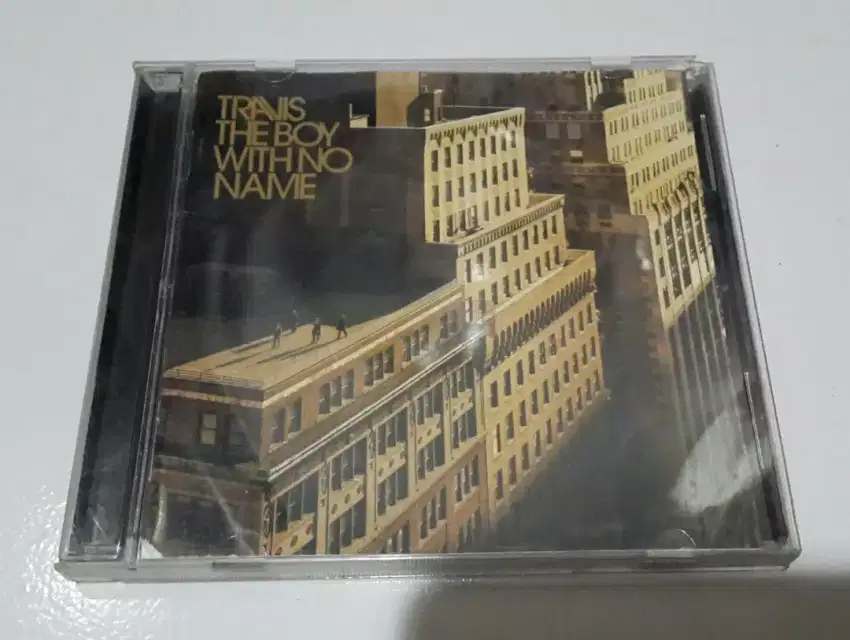 TRAVIS
THE BOY
WITH NO
NAME